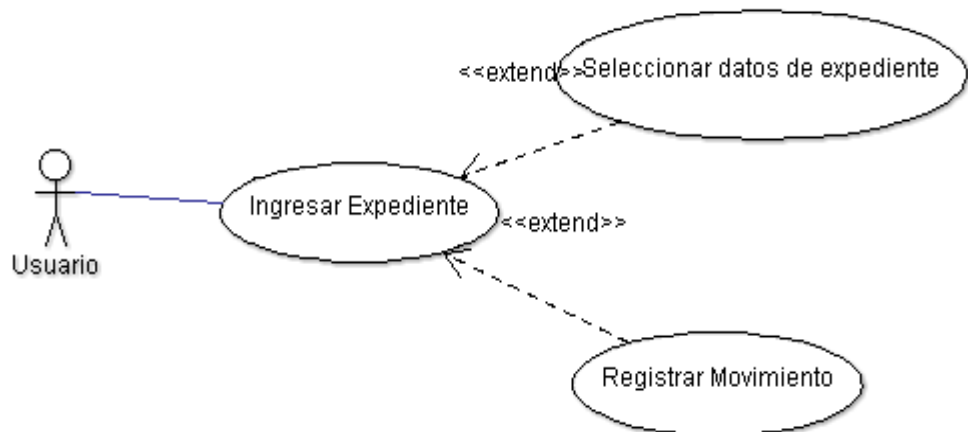 <<extend>>
Seleccionar datos de expediente
Ingresar Expediente
<<extend>>
Usuario
Registrar Movimiento